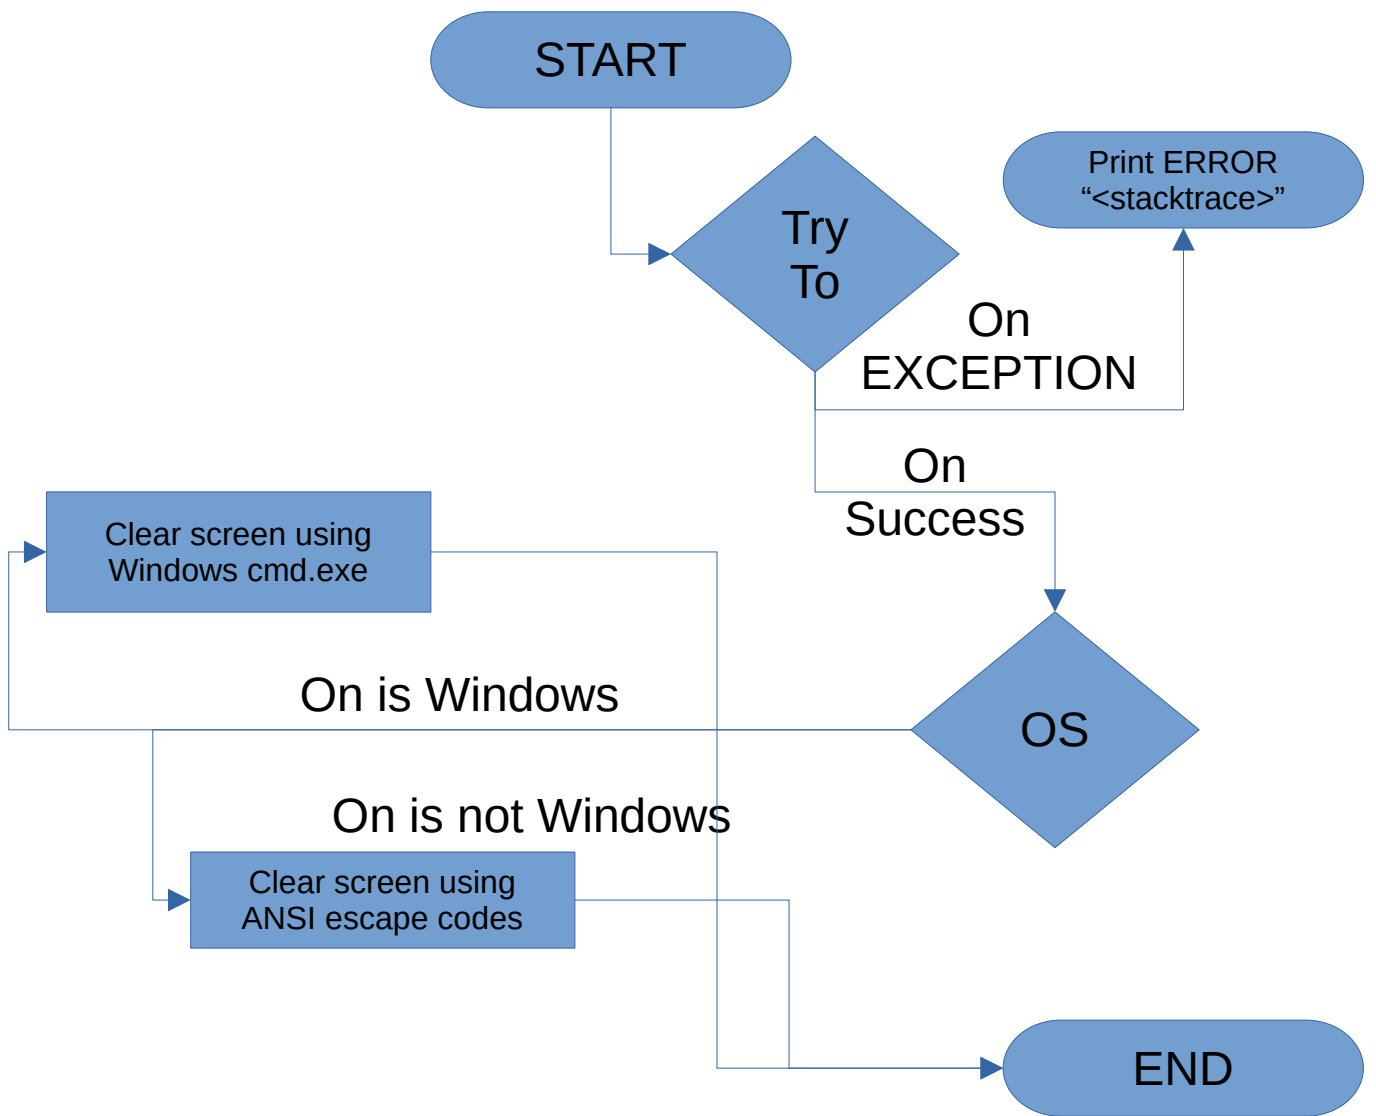 START
Print ERROR
“<stacktrace>”
Try
To
On
EXCEPTION
On
Success
Clear screen using
Windows cmd.exe
On is Windows
OS
On is not Windows
Clear screen using
ANSI escape codes
END